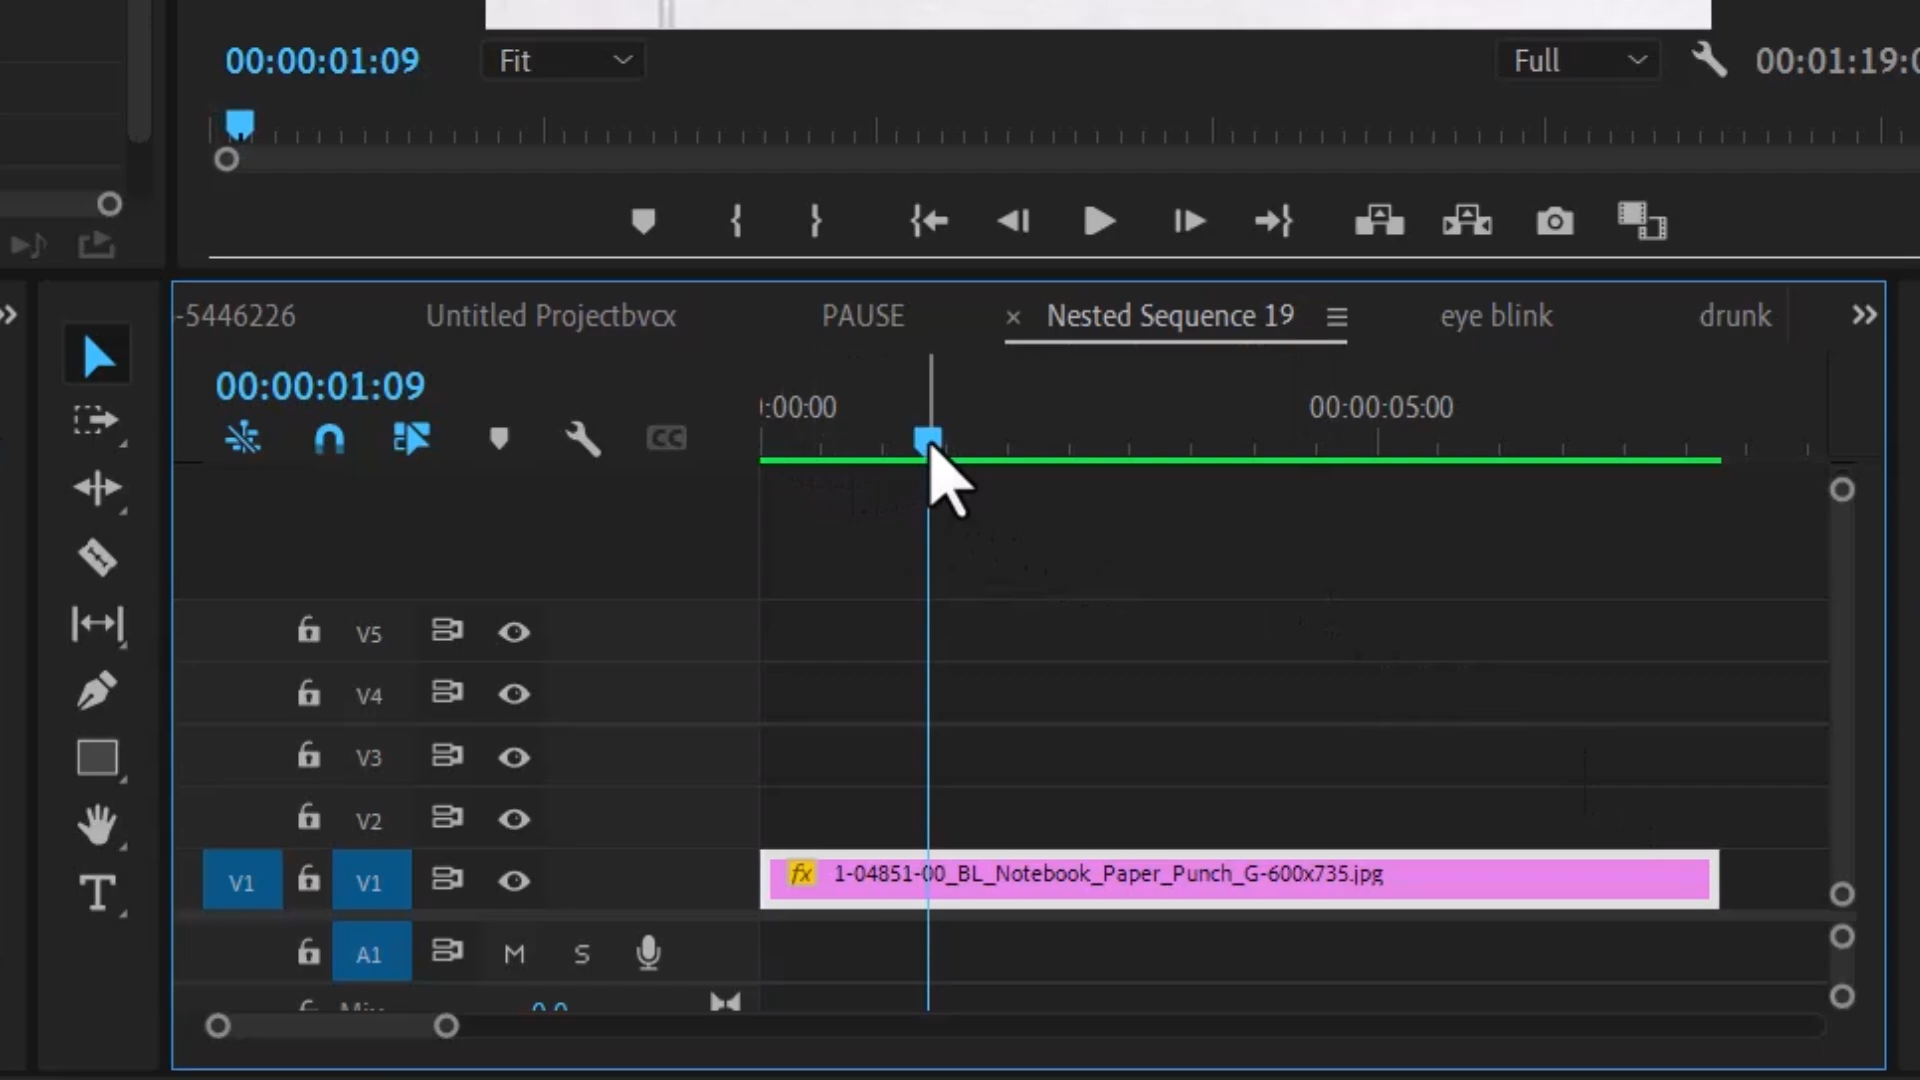 00:00:01:09 Fit Full 00:01:19:0
-5446226 Untitled Projectbvcx PAUSE × Nested Sequence 19 eye blink drunk
00:00:01:09
:00:00 00:00:05:00
CC
V5
V4
V3
V2
V1 V1 fx 1-04851-00_BL_Notebook_Paper_Punch_G-600x735.jpg
T
A1 M S